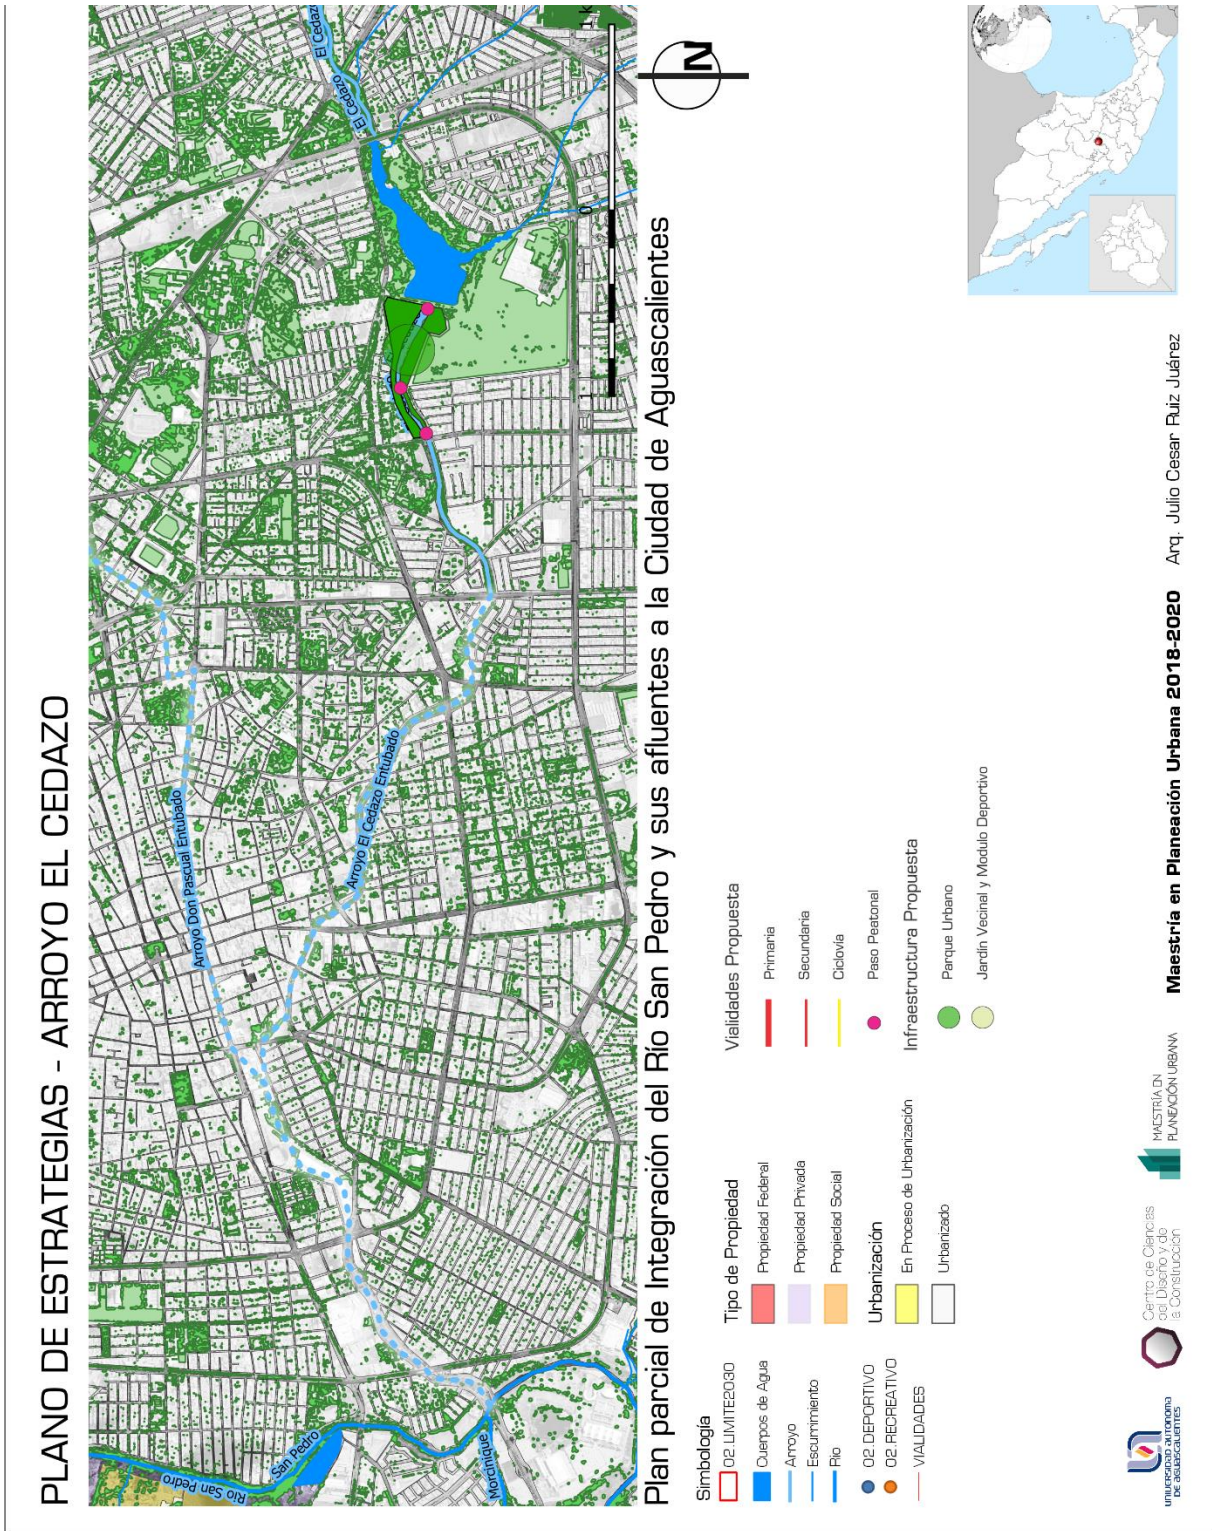 PLANO DE ESTRATEGIAS - ARROYO EL CEDAZO
Río San Pedro
San Pedro
Morcinique
Arroyo Don Pascual Entubado
Arroyo El Cedazo Entubado
El Cedazo
El Cedazo
1 0 1 k
N
Plan parcial de Integración del Río San Pedro y sus afluentes a la Ciudad de Aguascalientes
Simbología
02.LIMITE2030
Cuerpos de Agua
Arroyo
Escurrimiento
Río
02.DEPORTIVO
02.RECREATIVO
VIALIDADES
Tipo de Propiedad
Propiedad Federal
Propiedad Privada
Propiedad Social
Urbanización
En Proceso de Urbanización
Urbanizado
Vialidades Propuesta
Primaria
Secundaria
Ciclovía
Paso Peatonal
Infraestructura Propuesta
Parque Urbano
Jardín Vecinal y Modulo Deportivo
UNIVERSIDAD AUTONOMA
DE AGUASCALIENTES
Centro de Ciencias
del Diseño y de
la Construcción
MAESTRÍA EN
PLANEACIÓN URBANA
Maestría en Planeación Urbana 2018-2020
Arq. Julio Cesar Ruiz Juárez